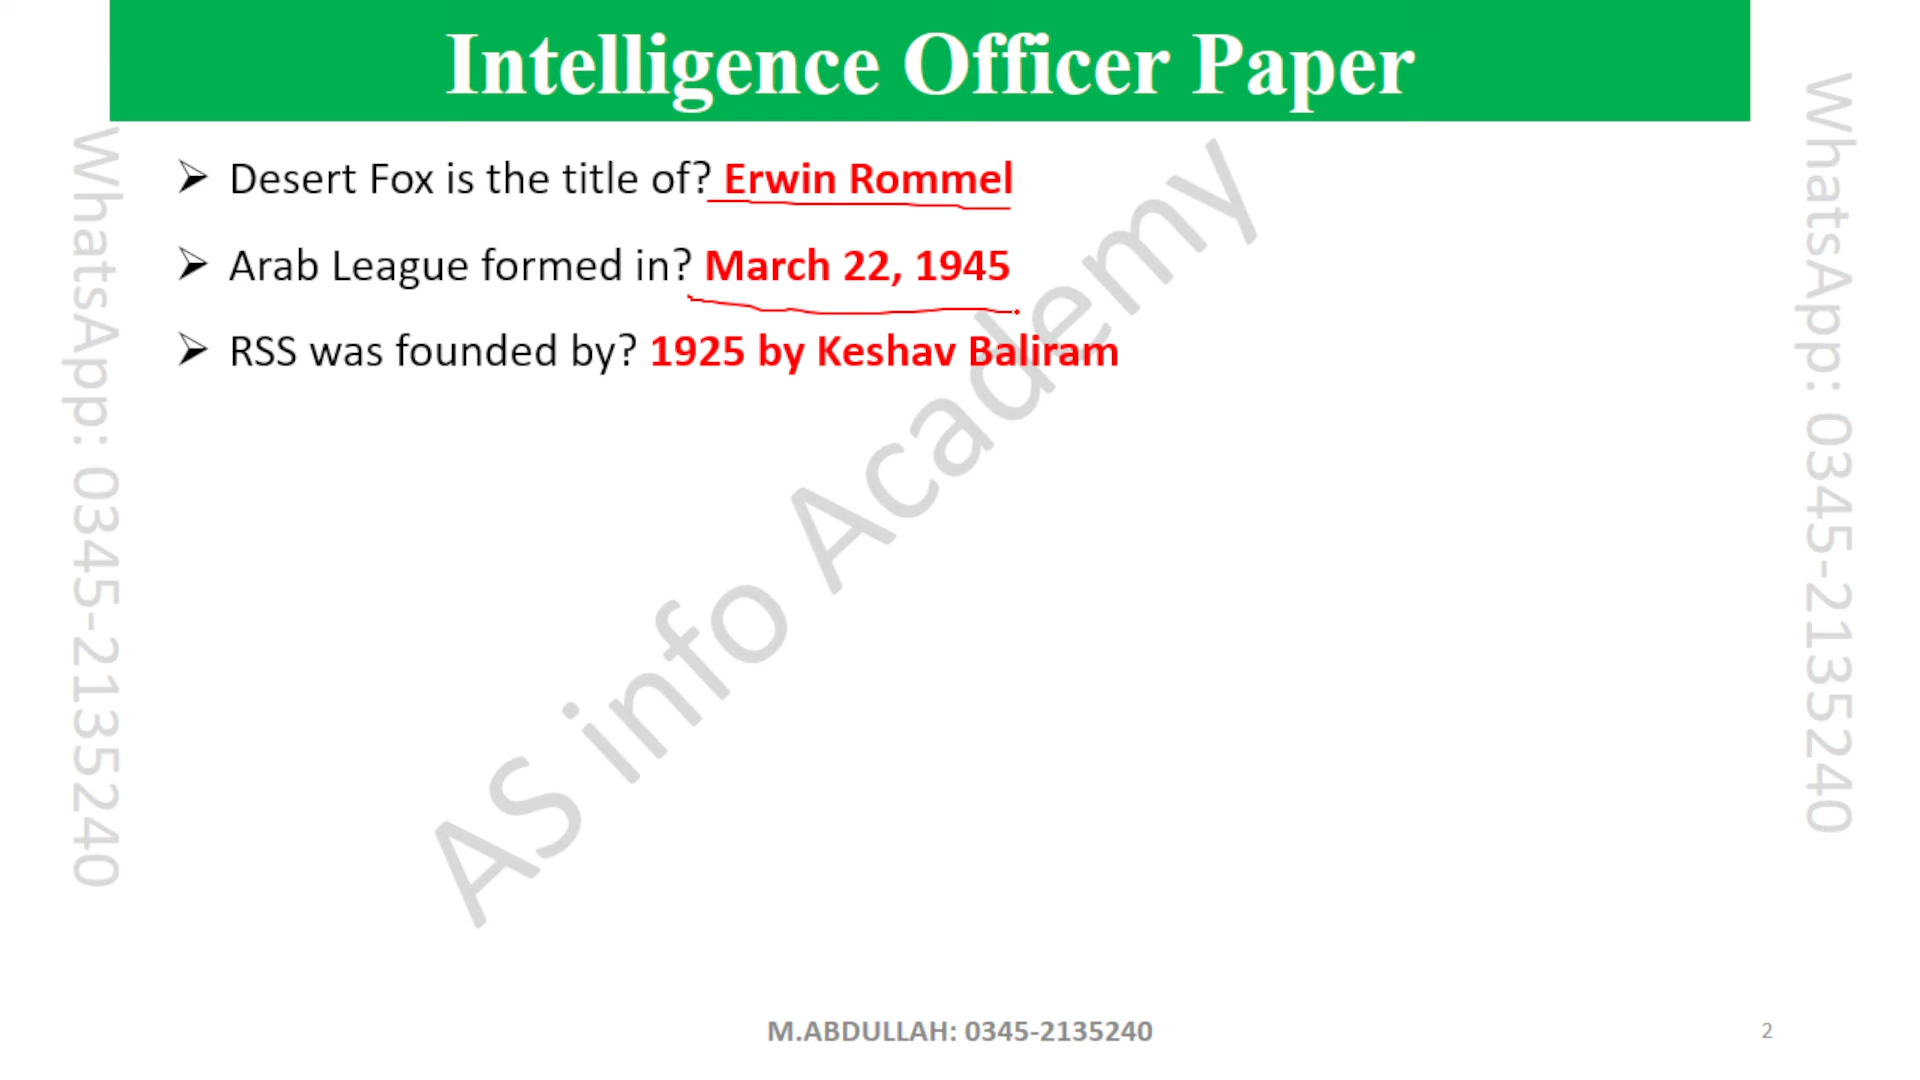 Intelligence Officer Paper
➢ Desert Fox is the title of? Erwin Rommel
➢ Arab League formed in? March 22, 1945
➢ RSS was founded by? 1925 by Keshav Baliram
AS info Academy
WhatsApp: 0345-2135240
WhatsApp: 0345-2135240
M.ABDULLAH: 0345-2135240
2